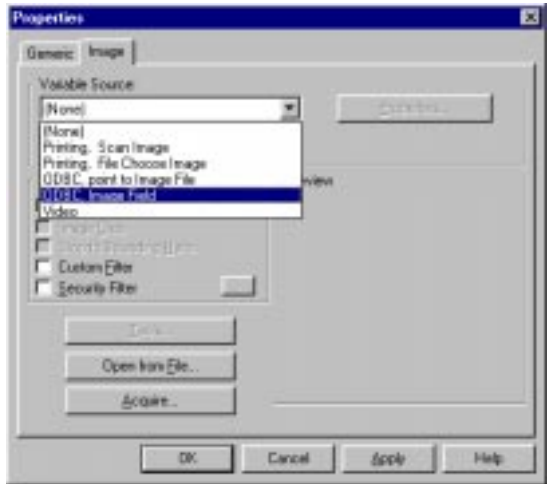 Properties
Generic Image
Variable Source
(None)
(None)
Printing, Scan Image
Printing, File Choose Image
ODBC, point to Image File
ODBC, Image Field
Video
Custom Filter
Security Filter
Open from File...
Acquire...
OK Cancel Apply Help